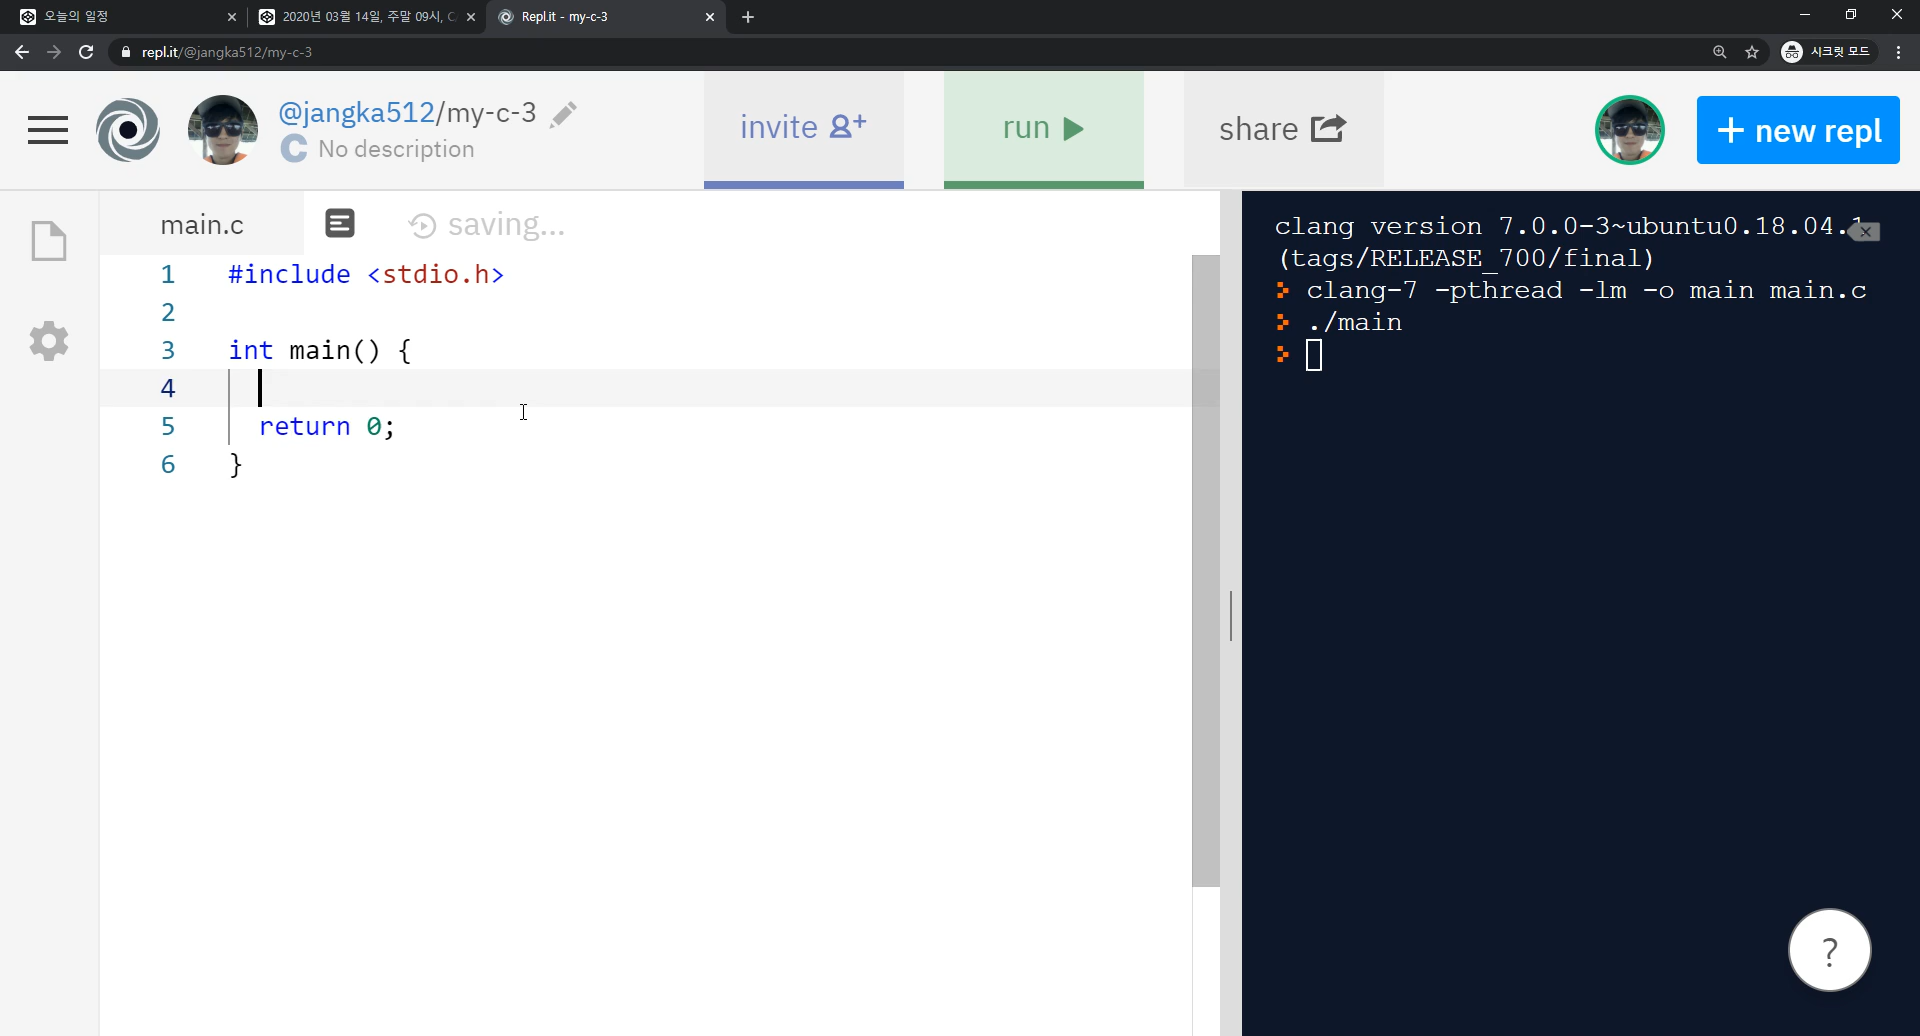 오늘의 일정
2020년 03월 14일, 주말 09시, C
Repl.it - my-c-3
repl.it/@jangka512/my-c-3
시크릿 모드
@jangka512/my-c-3
C No description
invite
run
share
+ new repl
main.c
saving...
1 #include <stdio.h>
2
3 int main() {
4
5 return 0;
6 }
clang version 7.0.0-3~ubuntu0.18.04.1
(tags/RELEASE_700/final)
clang-7 -pthread -lm -o main main.c
./main
?